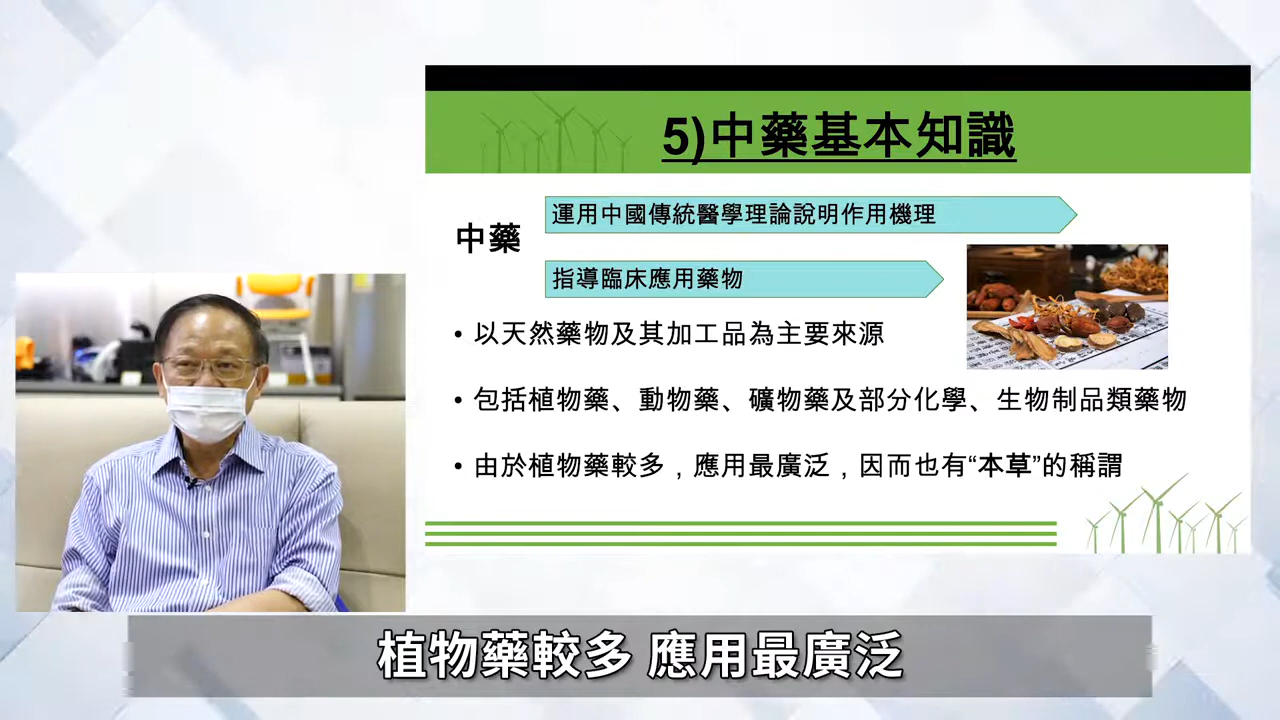 5)中藥基本知識
運用中國傳統醫學理論說明作用機理
中藥
指導臨床應用藥物
• 以天然藥物及其加工品為主要來源
• 包括植物藥、動物藥、礦物藥及部分化學、生物制品類藥物
• 由於植物藥較多，應用最廣泛，因而也有“本草”的稱謂
植物藥較多 應用最廣泛